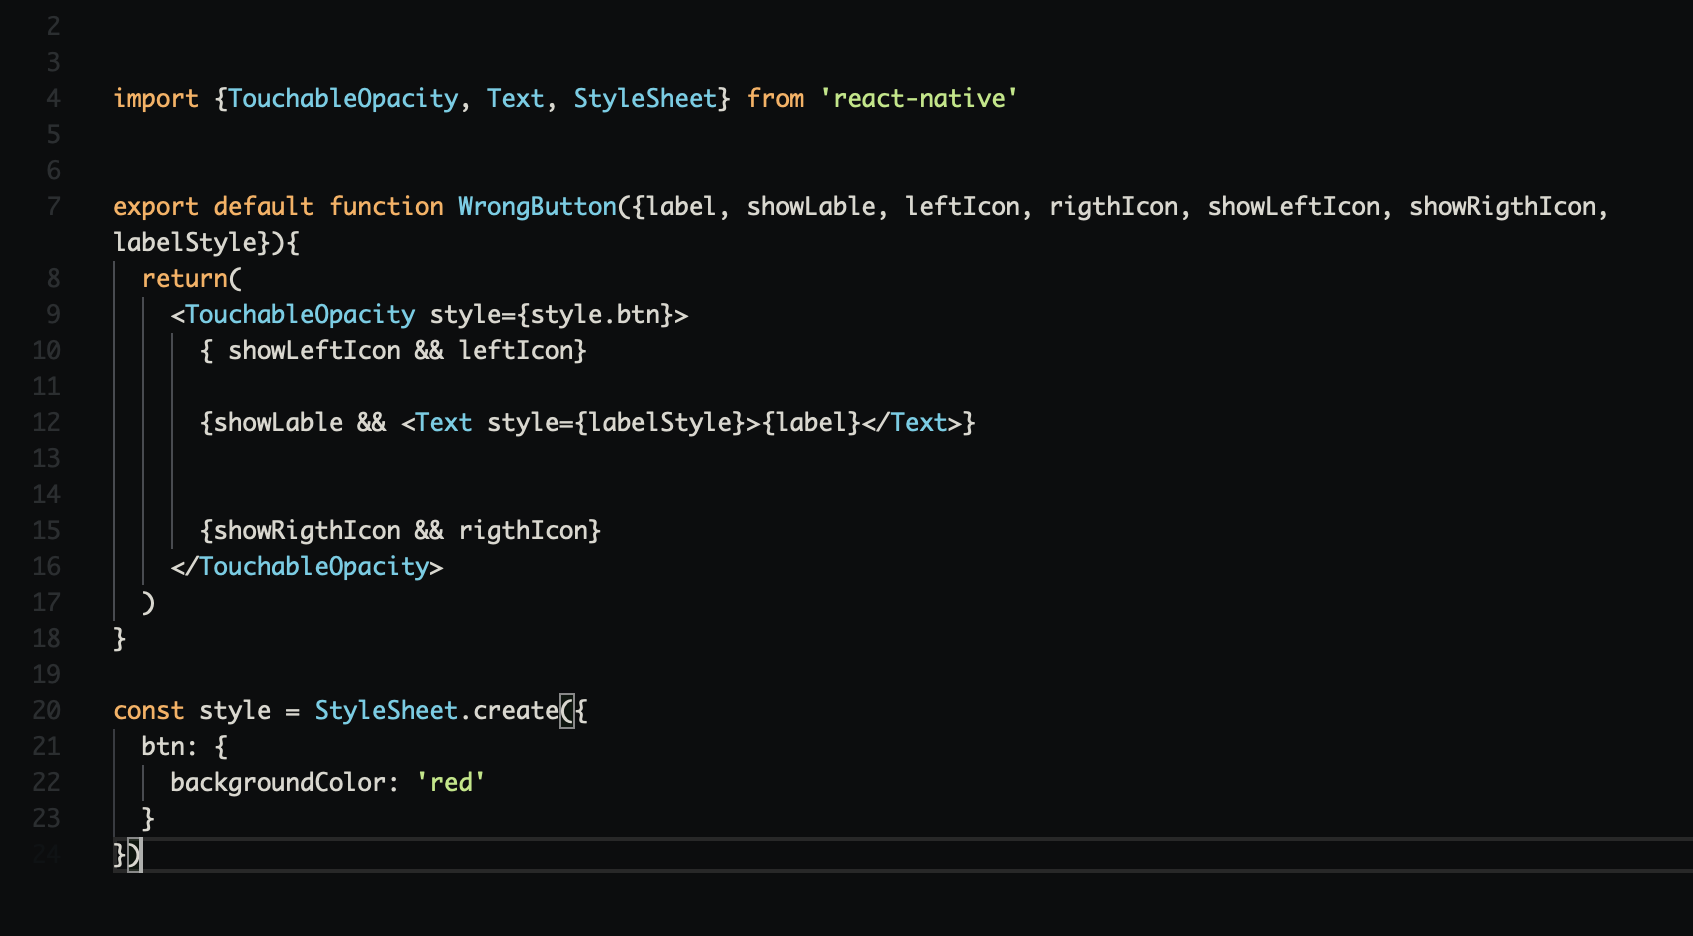 2
3
4 import {TouchableOpacity, Text, StyleSheet} from 'react-native'
5
6
7 export default function WrongButton({label, showLable, leftIcon, rigthIcon, showLeftIcon, showRigthIcon,
labelStyle}){
8 return(
9 <TouchableOpacity style={style.btn}>
10 { showLeftIcon && leftIcon}
11
12 {showLable && <Text style={labelStyle}>{label}</Text>}
13
14
15 {showRigthIcon && rigthIcon}
16 </TouchableOpacity>
17 )
18 }
19
20 const style = StyleSheet.create({
21 btn: {
22 backgroundColor: 'red'
23 }
24 })